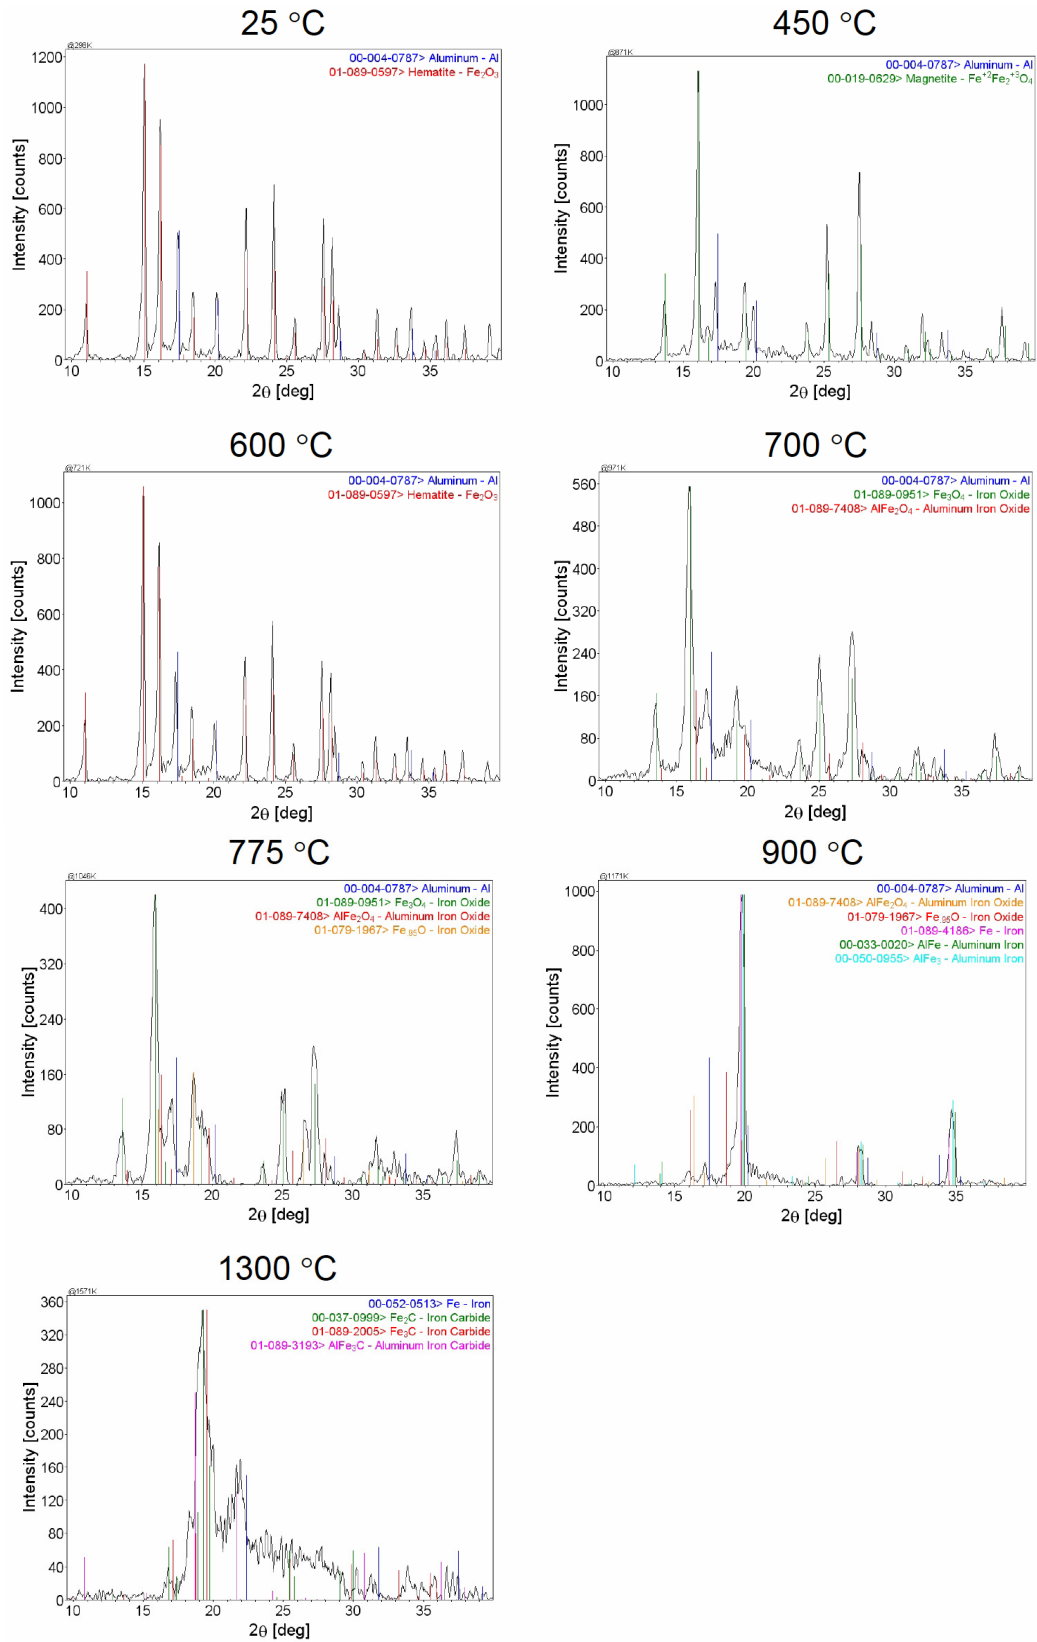 25 °C
@298K
00-004-0787> Aluminum - Al
01-089-0597> Hematite - Fe2O3
Intensity [counts]
1200
1000
800
600
400
200
0
10 15 20 25 30 35
2θ [deg]
450 °C
@871K
00-004-0787> Aluminum - Al
00-019-0629> Magnetite - Fe+2Fe2+3O4
Intensity [counts]
1000
800
600
400
200
0
10 15 20 25 30 35
2θ [deg]
600 °C
@721K
00-004-0787> Aluminum - Al
01-089-0597> Hematite - Fe2O3
Intensity [counts]
1000
800
600
400
200
0
10 15 20 25 30 35
2θ [deg]
700 °C
@971K
00-004-0787> Aluminum - Al
01-089-0951> Fe3O4 - Iron Oxide
01-089-7408> AlFe2O4 - Aluminum Iron Oxide
Intensity [counts]
560
480
400
320
240
160
80
0
10 15 20 25 30 35
2θ [deg]
775 °C
@1046K
00-004-0787> Aluminum - Al
01-089-0951> Fe3O4 - Iron Oxide
01-089-7408> AlFe2O4 - Aluminum Iron Oxide
01-079-1967> Fe.95O - Iron Oxide
Intensity [counts]
400
320
240
160
80
0
10 15 20 25 30 35
2θ [deg]
900 °C
@1171K
00-004-0787> Aluminum - Al
01-089-7408> AlFe2O4 - Aluminum Iron Oxide
01-079-1967> Fe.95O - Iron Oxide
01-089-4186> Fe - Iron
00-033-0020> AlFe - Aluminum Iron
00-050-0955> AlFe3 - Aluminum Iron
Intensity [counts]
1000
800
600
400
200
0
10 15 20 25 30 35
2θ [deg]
1300 °C
@1571K
00-052-0513> Fe - Iron
00-037-0999> Fe2C - Iron Carbide
01-089-2005> Fe3C - Iron Carbide
01-089-3193> AlFe3C - Aluminum Iron Carbide
Intensity [counts]
360
320
280
240
200
160
120
80
40
0
10 15 20 25 30 35
2θ [deg]